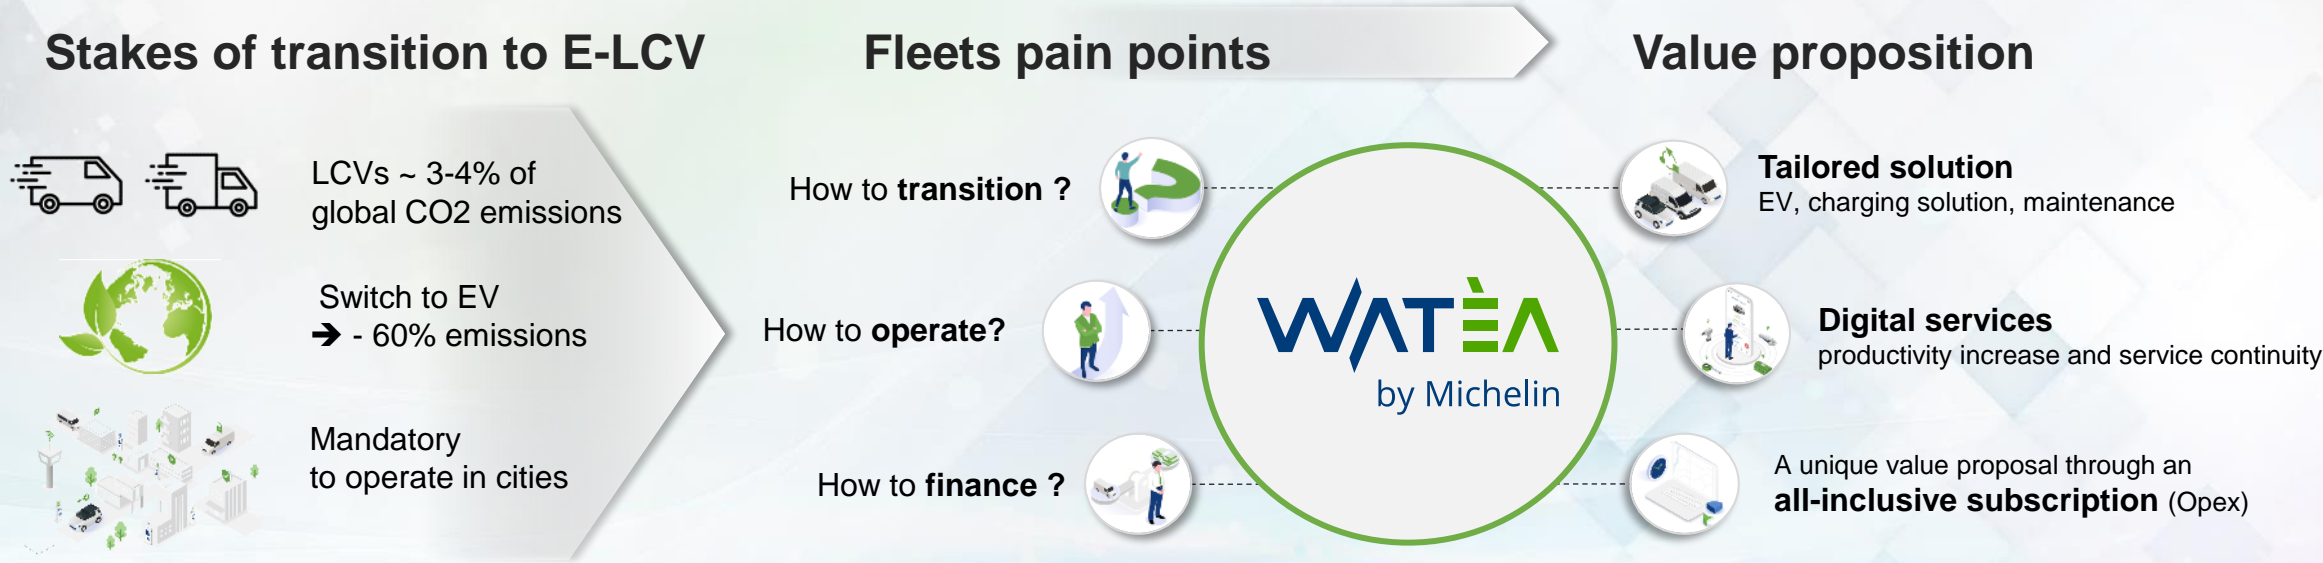 Stakes of transition to E-LCV
LCVs ~ 3-4% of
global CO2 emissions
Switch to EV
➔ - 60% emissions
Mandatory
to operate in cities
Fleets pain points
How to transition ?
How to operate?
How to finance ?
WATÈA
by Michelin
Value proposition
Tailored solution
EV, charging solution, maintenance
Digital services
productivity increase and service continuity
A unique value proposal through an
all-inclusive subscription (Opex)